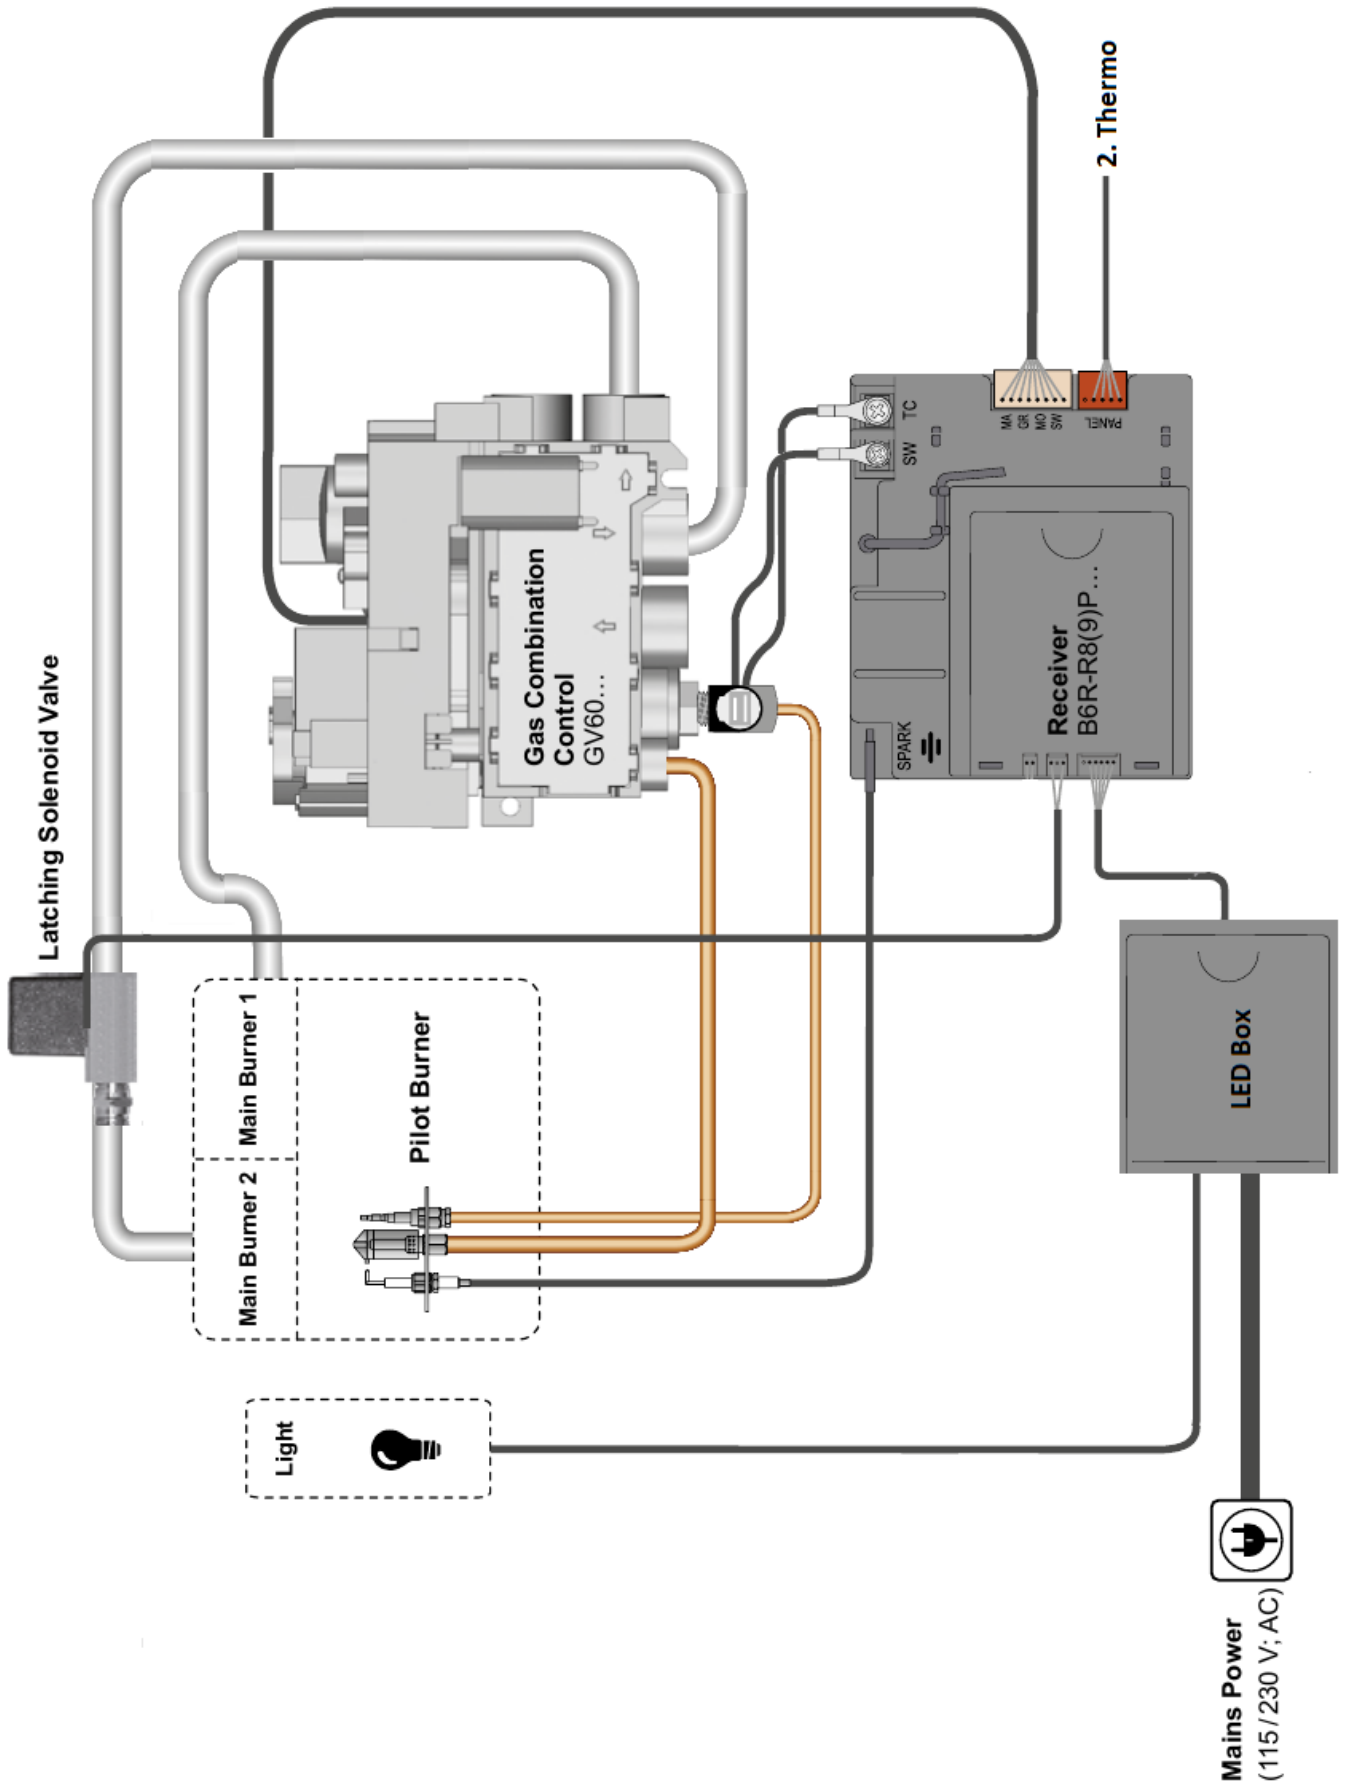 Latching Solenoid Valve
Main Burner 2
Main Burner 1
Pilot Burner
Light
Gas Combination
Control
GV60...
2. Thermo
TC
SW
MA
GR
MO
SW
PANEL
SPARK
Receiver
B6R-R8(9)P...
LED Box
Mains Power
(115/230 V; AC)